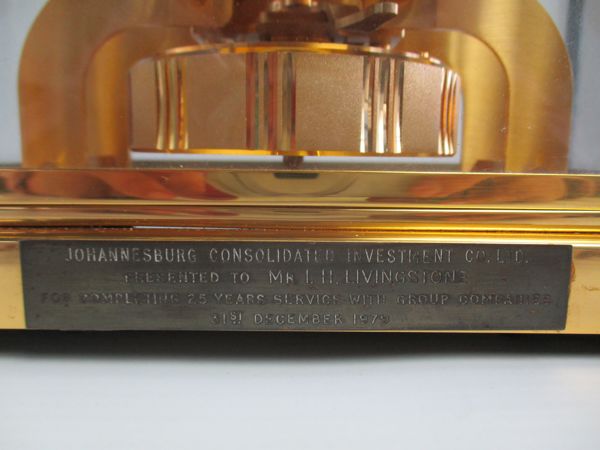 JOHANNESBURG CONSOLIDATED INVESTMENT CO. LTD.
PRESENTED TO MR. I. H. LIVINGSTONE
FOR COMPLETING 25 YEARS SERVICE WITH GROUP COMPANIES
31ST DECEMBER 1979